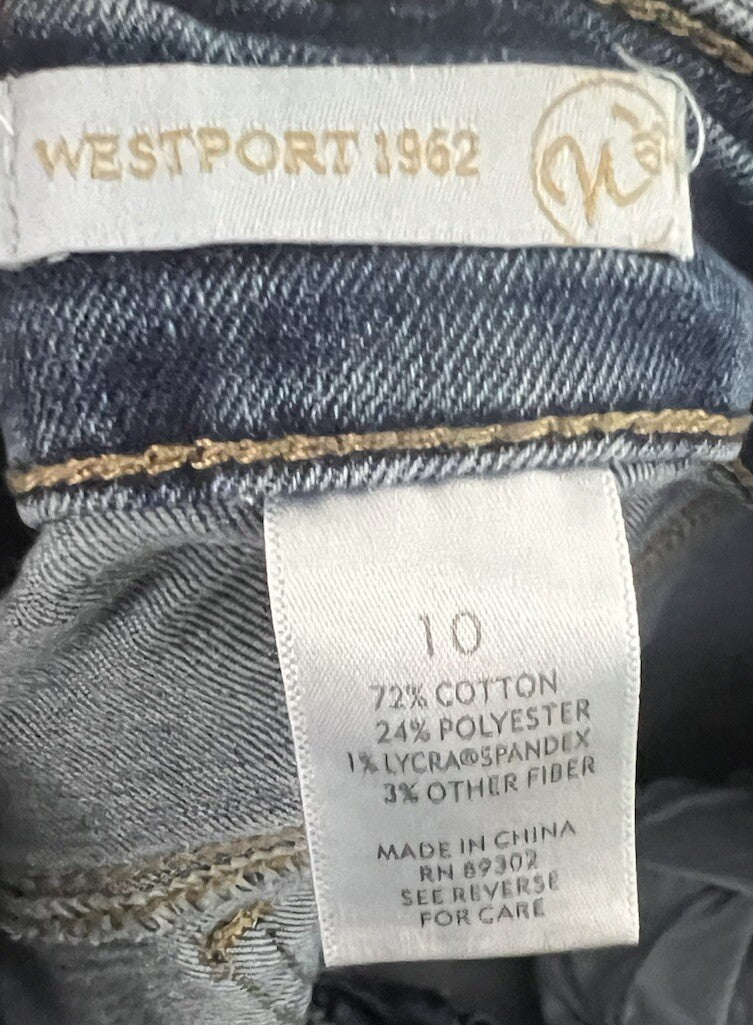 WESTPORT 1962
10
72% COTTON
24% POLYESTER
1% LYCRA®SPANDEX
3% OTHER FIBER
MADE IN CHINA
RN 89302
SEE REVERSE
FOR CARE